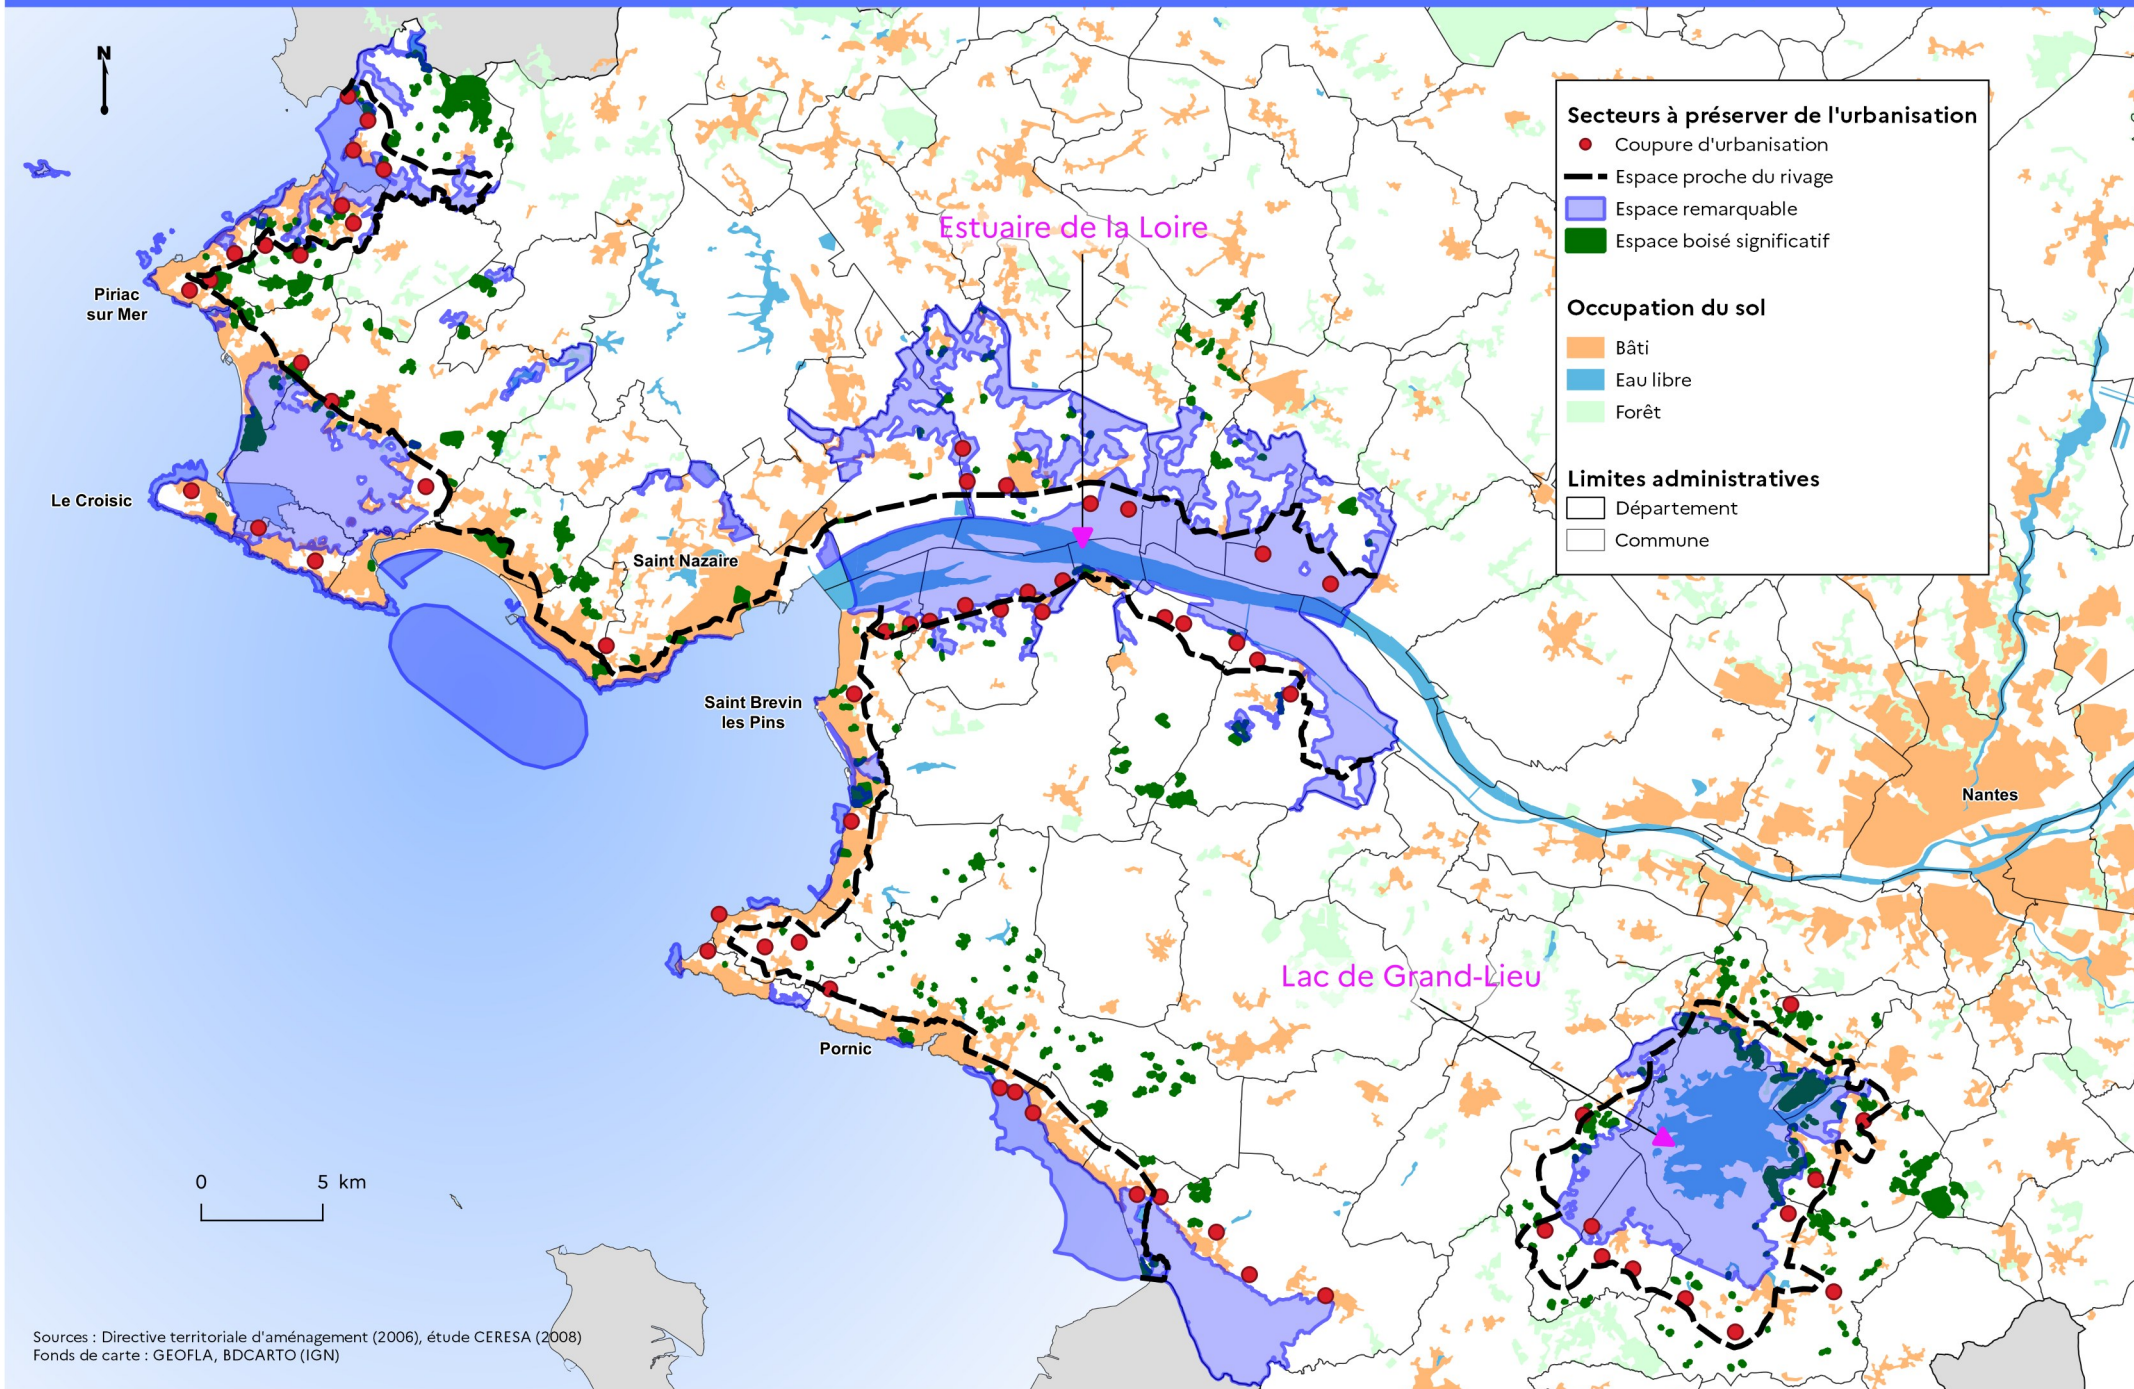 N
Secteurs à préserver de l'urbanisation
Coupure d'urbanisation
Espace proche du rivage
Espace remarquable
Espace boisé significatif
Occupation du sol
Bâti
Eau libre
Forêt
Limites administratives
Département
Commune
Estuaire de la Loire
Piriac
sur Mer
Le Croisic
Saint Nazaire
Saint Brevin
les Pins
Nantes
Lac de Grand-Lieu
Pornic
0 5 km
Sources : Directive territoriale d'aménagement (2006), étude CERESA (2008)
Fonds de carte : GEOFLA, BDCARTO (IGN)